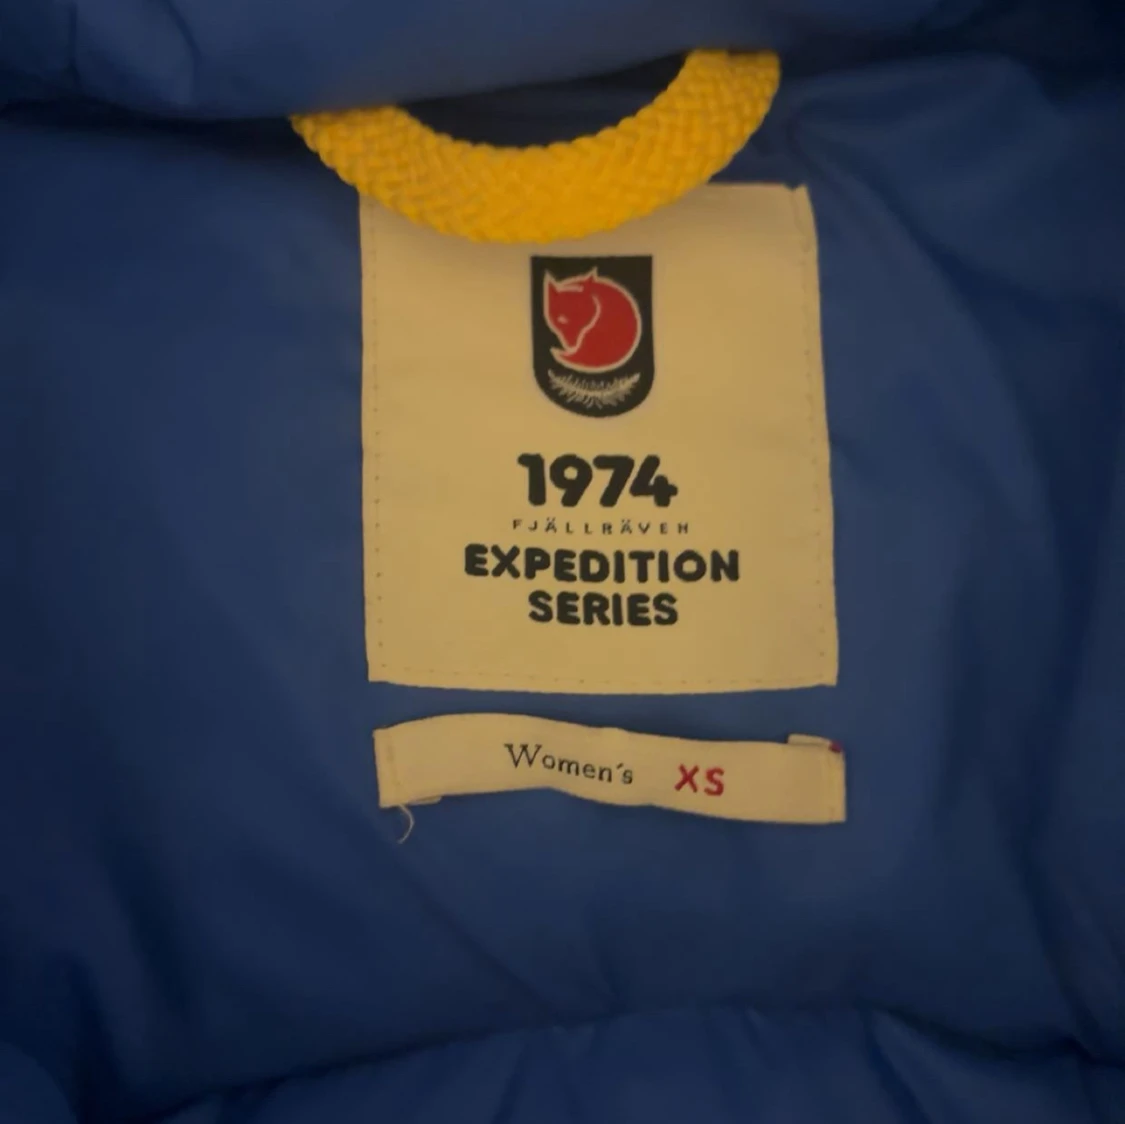 1974
FJÄLLRÄVEN
EXPEDITION
SERIES
Women´s XS